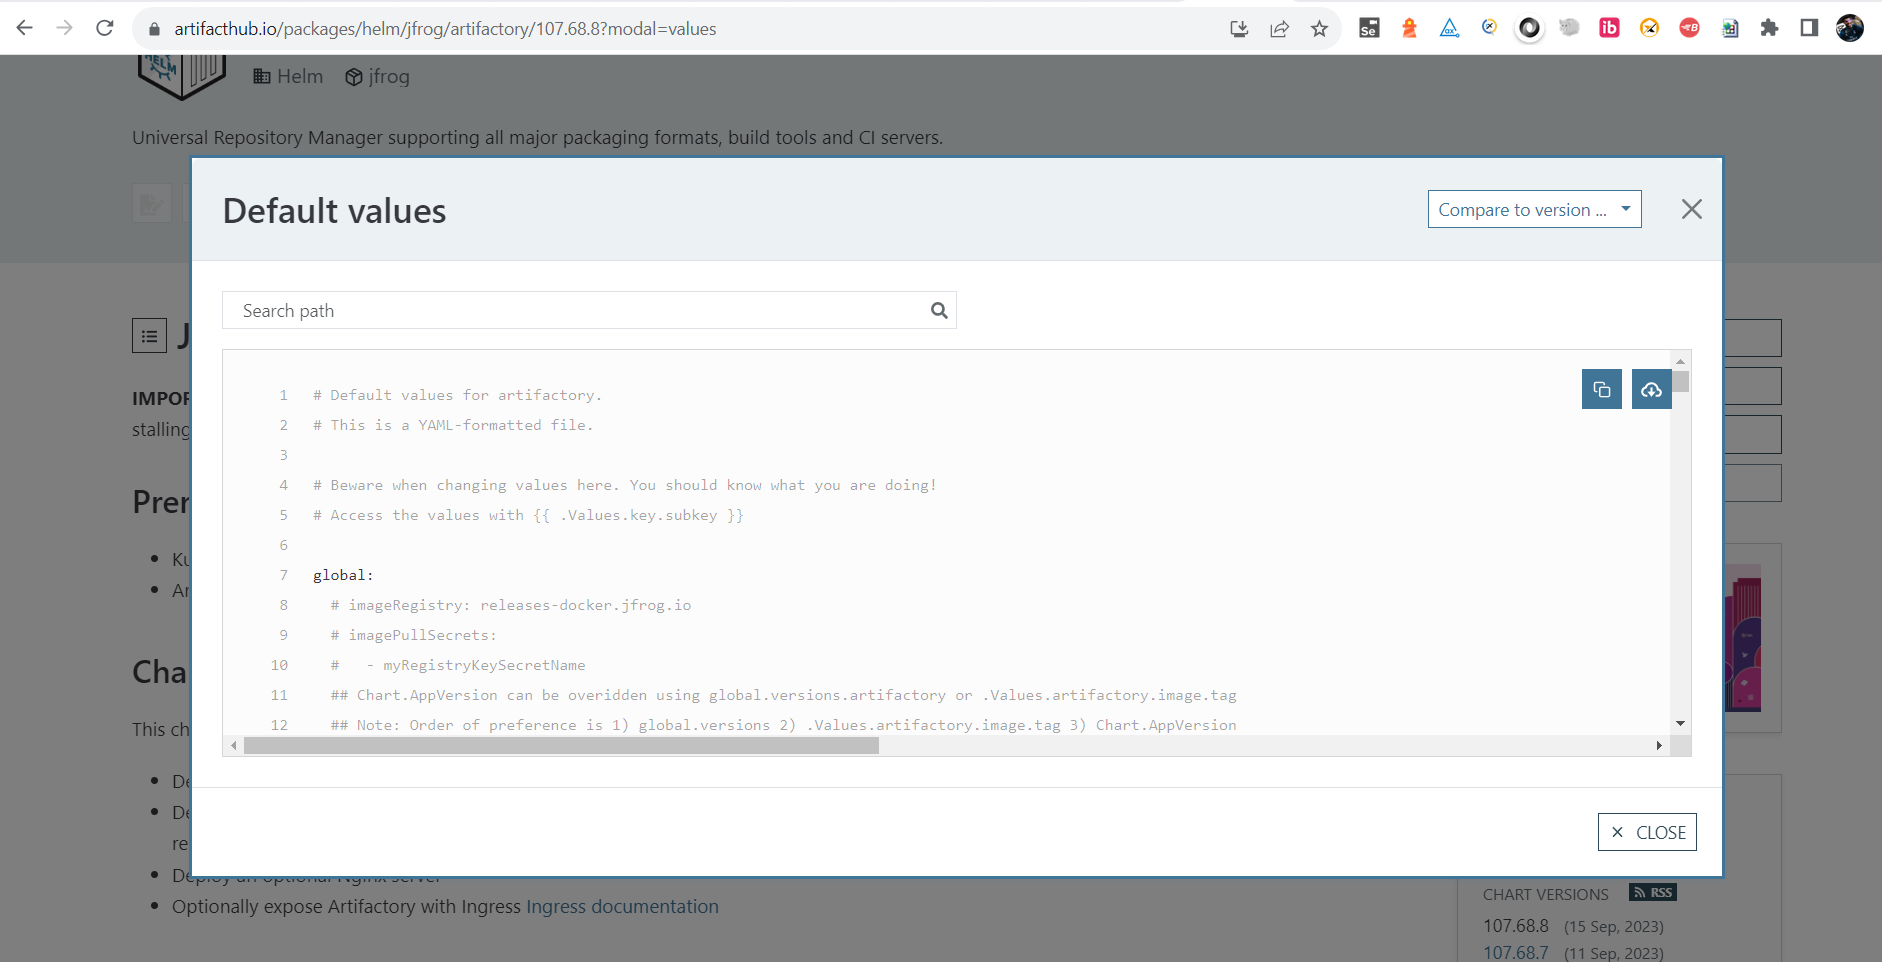 artifacthub.io/packages/helm/jfrog/artifactory/107.68.8?modal=values
HELM
Helm jfrog
Universal Repository Manager supporting all major packaging formats, build tools and CI servers.
Default values
Compare to version ...
Search path
1 # Default values for artifactory.
2 # This is a YAML-formatted file.
3
4 # Beware when changing values here. You should know what you are doing!
5 # Access the values with {{ .Values.key.subkey }}
6
7 global:
8 # imageRegistry: releases-docker.jfrog.io
9 # imagePullSecrets:
10 # - myRegistryKeySecretName
11 ## Chart.AppVersion can be overidden using global.versions.artifactory or .Values.artifactory.image.tag
12 ## Note: Order of preference is 1) global.versions 2) .Values.artifactory.image.tag 3) Chart.AppVersion
CLOSE
J
IMPOR
stalling
Prer
• Ku
• Ar
Cha
This ch
• De
• De
re
• Deploy an optional Nginx server
• Optionally expose Artifactory with Ingress Ingress documentation
CHART VERSIONS RSS
107.68.8 (15 Sep, 2023)
107.68.7 (11 Sep, 2023)